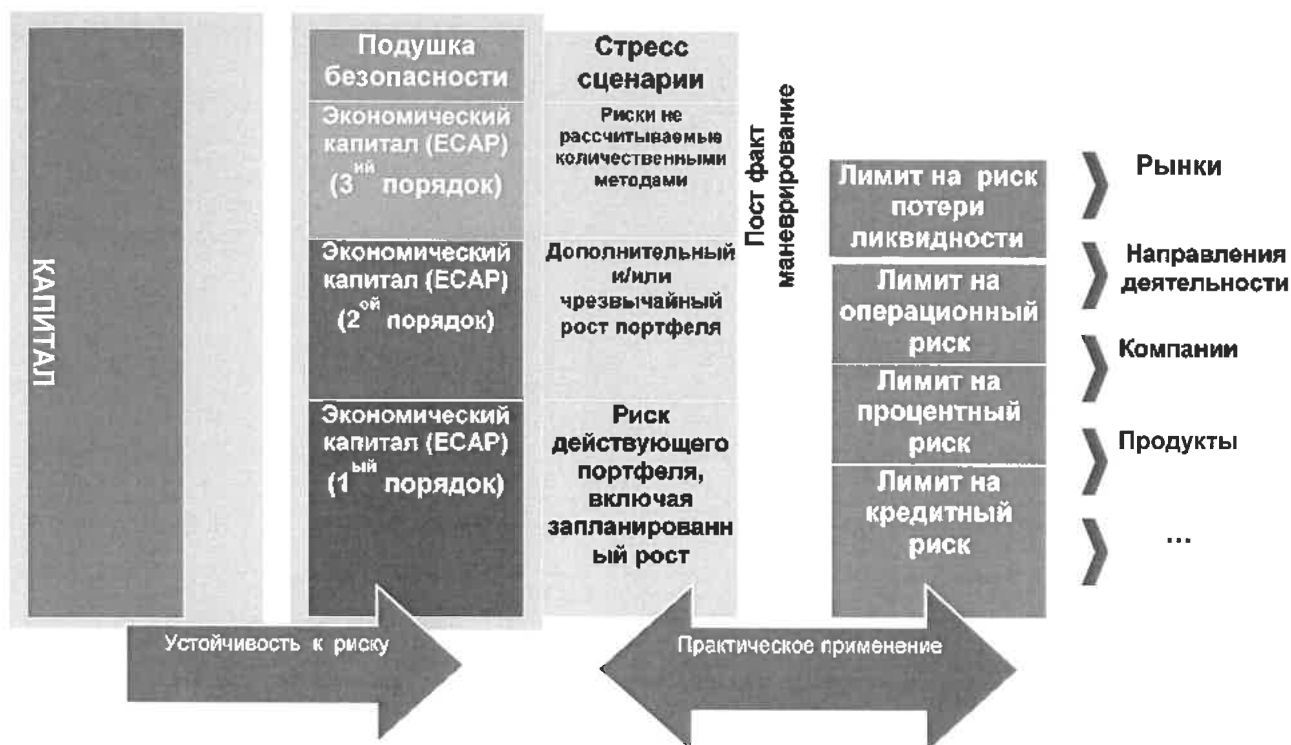 КАПИТАЛ
Подушка
безопасности
Экономический
капитал (ECAP)
(3ий порядок)
Экономический
капитал (ECAP)
(2ой порядок)
Экономический
капитал (ECAP)
(1ый порядок)
Стресс
сценарии
Риски не
рассчитываемые
количественными
методами
Дополнительный
и/или
чрезвычайный
рост портфеля
Риск
действующего
портфеля,
включая
запланированн
ый рост
Пост факт
маневрирование
Лимит на риск
потери
ликвидности
Лимит на
операционный
риск
Лимит на
процентный
риск
Лимит на
кредитный
риск
Рынки
Направления
деятельности
Компании
Продукты
...
Устойчивость к риску
Практическое применение